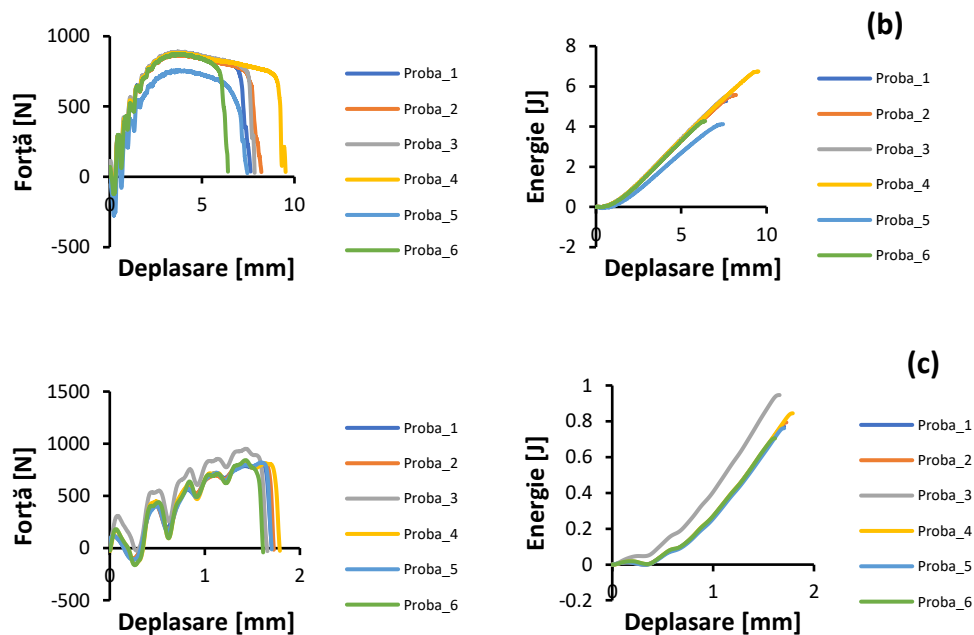 (b)
Forţă [N]
1000
500
0
-500
0
5
10
Deplasare [mm]
Proba_1
Proba_2
Proba_3
Proba_4
Proba_5
Proba_6
Energie [J]
8
6
4
2
0
-2
0
5
10
Deplasare [mm]
Proba_1
Proba_2
Proba_3
Proba_4
Proba_5
Proba_6
(c)
Forţă [N]
1500
1000
500
0
-500
0
1
2
Deplasare [mm]
Proba_1
Proba_2
Proba_3
Proba_4
Proba_5
Proba_6
Energie [J]
1
0.8
0.6
0.4
0.2
0
-0.2
0
1
2
Deplasare [mm]
Proba_1
Proba_2
Proba_3
Proba_4
Proba_5
Proba_6